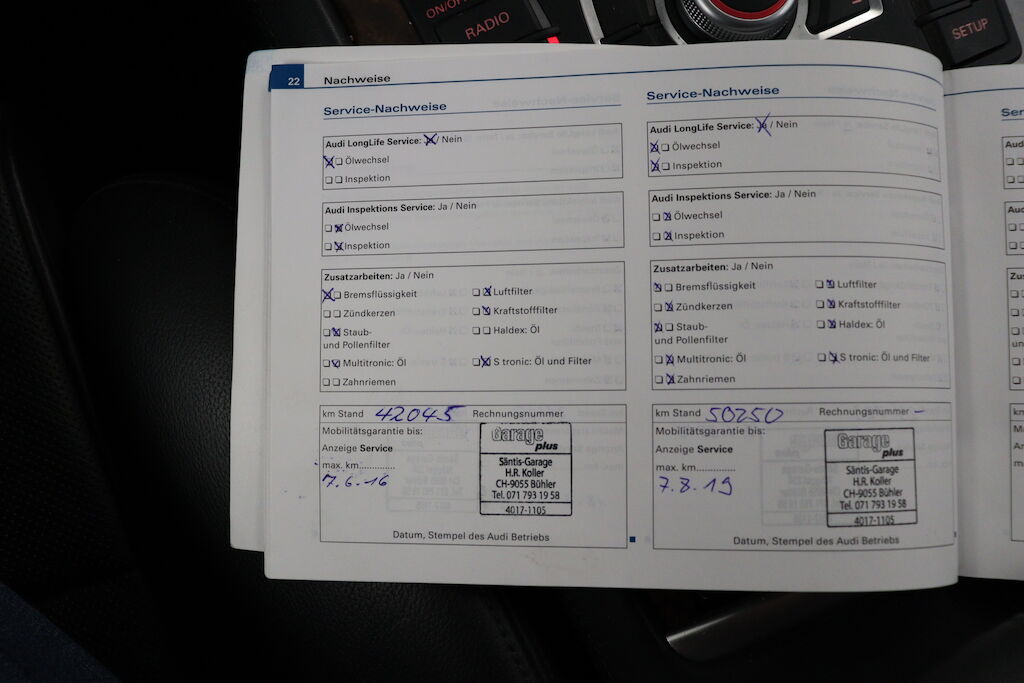 ON/OFF
RADIO
SETUP
22 Nachweise
Service-Nachweise
Audi LongLife Service: Ja / Nein
Ölwechsel
Inspektion
Audi Inspektions Service: Ja / Nein
Ölwechsel
Inspektion
Zusatzarbeiten: Ja / Nein
Bremsflüssigkeit
Luftfilter
Zündkerzen
Kraftstofffilter
Staub-
und Pollenfilter
Haldex: Öl
Multitronic: Öl
S tronic: Öl und Filter
Zahnriemen
km Stand 42045 Rechnungsnummer
Mobilitätsgarantie bis:
Anzeige Service
max. km.............
7.6.16
Garage
plus
Säntis-Garage
H.R. Koller
CH-9055 Bühler
Tel. 071 793 19 58
4017-1105
Datum, Stempel des Audi Betriebs
Service-Nachweise
Audi LongLife Service: Ja / Nein
Ölwechsel
Inspektion
Audi Inspektions Service: Ja / Nein
Ölwechsel
Inspektion
Zusatzarbeiten: Ja / Nein
Bremsflüssigkeit
Luftfilter
Zündkerzen
Kraftstofffilter
Staub-
und Pollenfilter
Haldex: Öl
Multitronic: Öl
S tronic: Öl und Filter
Zahnriemen
km Stand 50250 Rechnungsnummer -
Mobilitätsgarantie bis:
Anzeige Service
max. km.............
7.8.19
Garage
plus
Säntis-Garage
H.R. Koller
CH-9055 Bühler
Tel. 071 793 19 58
4017-1105
Datum, Stempel des Audi Betriebs